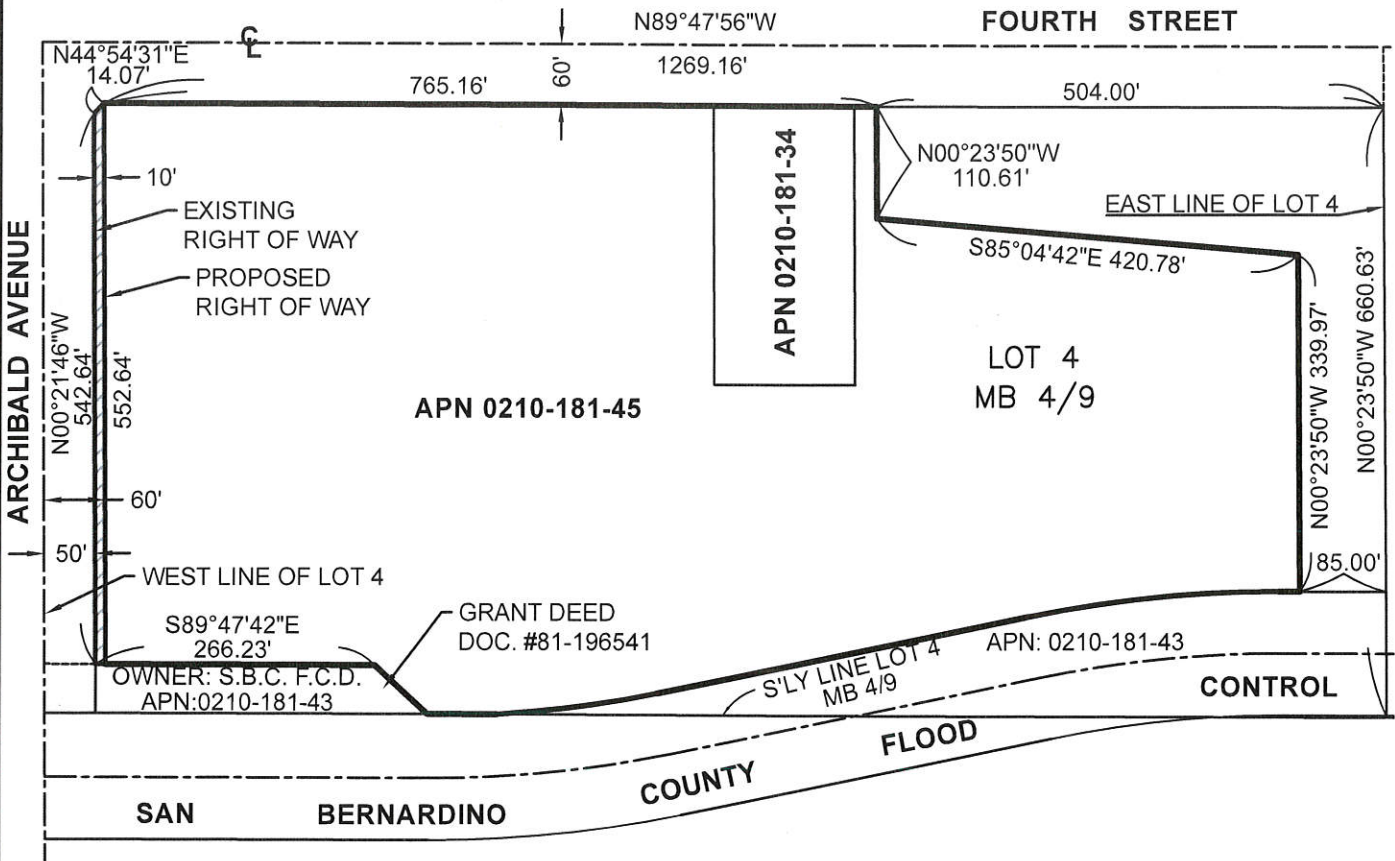 N89°47'56"W
FOURTH STREET
℄
N44°54'31"E
14.07'
765.16'
60'
1269.16'
504.00'
N00°23'50"W
110.61'
10'
EXISTING
RIGHT OF WAY
PROPOSED
RIGHT OF WAY
APN 0210-181-34
EAST LINE OF LOT 4
S85°04'42"E 420.78'
ARCHIBALD AVENUE
N00°21'46"W
542.64'
552.64'
APN 0210-181-45
LOT 4
MB 4/9
N00°23'50"W 339.97'
N00°23'50"W 660.63'
60'
50'
WEST LINE OF LOT 4
85.00'
S89°47'42"E
266.23'
GRANT DEED
DOC. #81-196541
OWNER: S.B.C. F.C.D.
APN:0210-181-43
S'LY LINE LOT 4
MB 4/9
APN: 0210-181-43
SAN BERNARDINO COUNTY FLOOD CONTROL